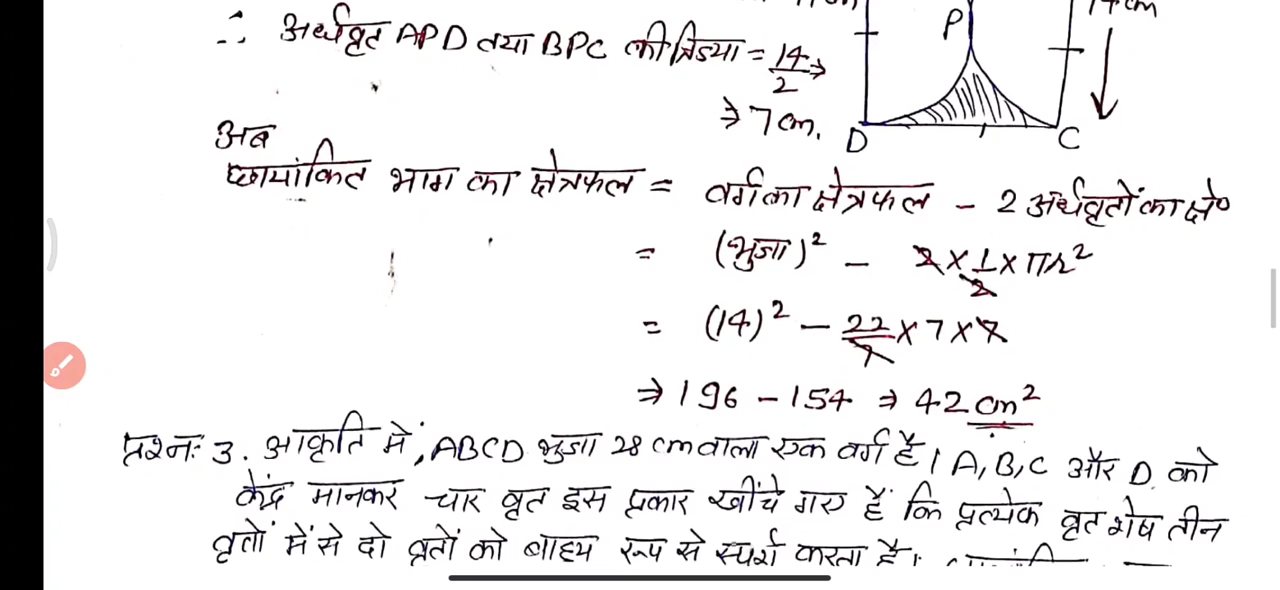 ∴ अर्धवृत APD तथा BPC की त्रिज्या = 14/2 ⇒
⇒ 7 cm.
P
14 cm
D
C
अब
छायांकित भाग का क्षेत्रफल = वर्ग का क्षेत्रफल - 2 अर्धवृतों का क्षे०
= (भुजा)² - 2 × 1/2 × πr²
= (14)² - 22/7 × 7 × 7
⇒ 196 - 154 ⇒ 42 cm²
प्रश्न: 3. आकृति में, ABCD भुजा 28 cm वाला एक वर्ग है। A, B, C और D को
केंद्र मानकर चार वृत इस प्रकार खींचे गए हैं कि प्रत्येक वृत शेष तीन
वृतों में से दो वृतों को बाह्य रूप से स्पर्श करता है।